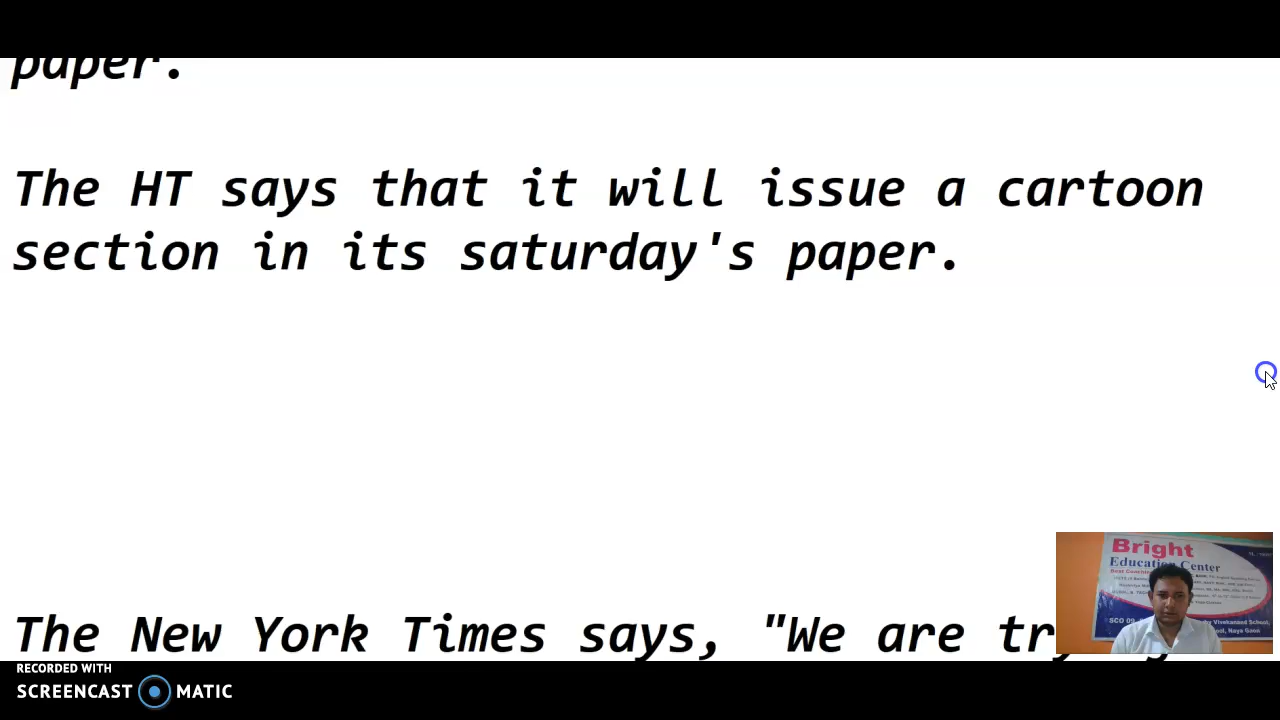 paper.
The HT says that it will issue a cartoon
section in its saturday's paper.
Bright
Education Center
The New York Times says, "We are
RECORDED WITH
SCREENCAST MATIC